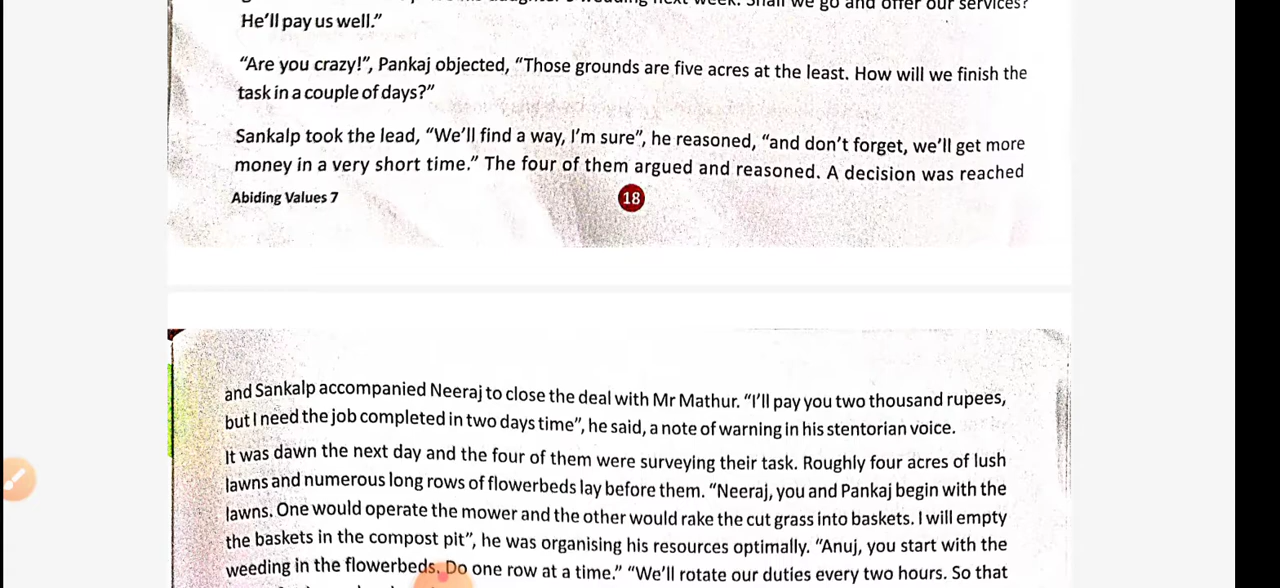 next week. Shall we go and offer our services?
He'll pay us well."
"Are you crazy!", Pankaj objected, "Those grounds are five acres at the least. How will we finish the
task in a couple of days?"
Sankalp took the lead, "We'll find a way, I'm sure", he reasoned, "and don't forget, we'll get more
money in a very short time." The four of them argued and reasoned. A decision was reached
Abiding Values 7
18
and Sankalp accompanied Neeraj to close the deal with Mr Mathur. "I'll pay you two thousand rupees,
but I need the job completed in two days time", he said, a note of warning in his stentorian voice.
It was dawn the next day and the four of them were surveying their task. Roughly four acres of lush
lawns and numerous long rows of flowerbeds lay before them. "Neeraj, you and Pankaj begin with the
lawns. One would operate the mower and the other would rake the cut grass into baskets. I will empty
the baskets in the compost pit", he was organising his resources optimally. "Anuj, you start with the
weeding in the flowerbeds. Do one row at a time." "We'll rotate our duties every two hours. So that